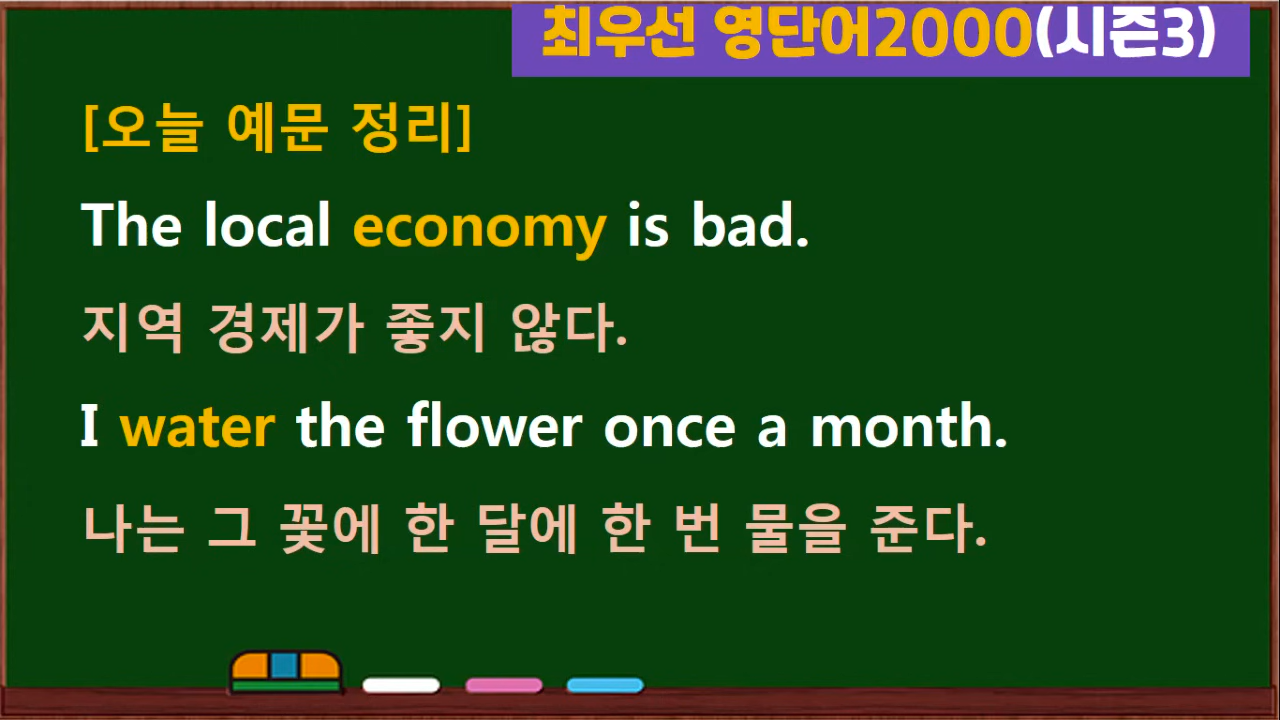 최우선 영단어2000(시즌3)
[오늘 예문 정리]
The local economy is bad.
지역 경제가 좋지 않다.
I water the flower once a month.
나는 그 꽃에 한 달에 한 번 물을 준다.